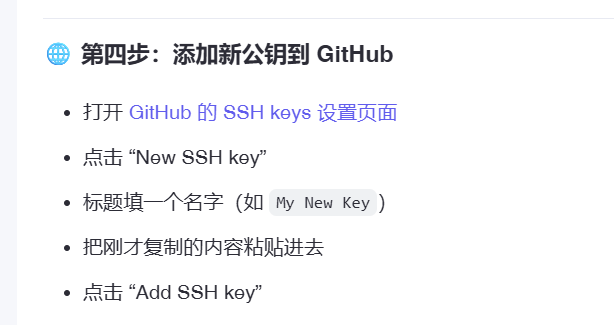 🌐 第四步：添加新公钥到 GitHub
• 打开 GitHub 的 SSH keys 设置页面
• 点击 “New SSH key”
• 标题填一个名字（如 My New Key）
• 把刚才复制的内容粘贴进去
• 点击 “Add SSH key”